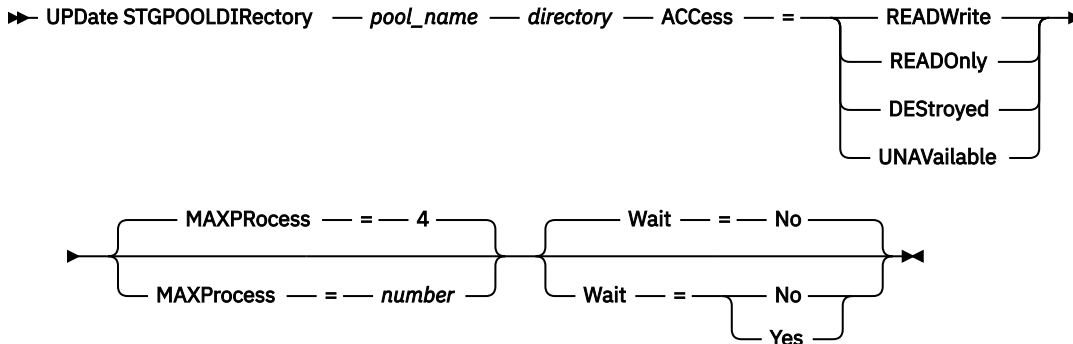 UPDate STGPOOLDIRectory — pool_name — directory — ACCess — = — READWrite
READOnly
DEStroyed
UNAVailable
MAXPRocess — = — 4 Wait — = — No
MAXProcess — = — number Wait — = — No
Yes